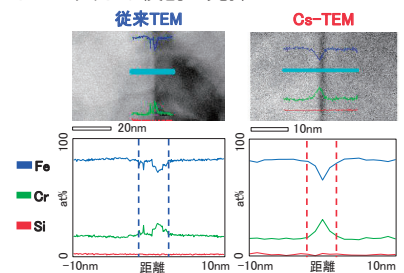 従来TEM
Cs-TEM
20nm
10nm
100
at%
0
Fe
Cr
Si
-10nm
距離
10nm
100
at%
0
-10nm
距離
10nm